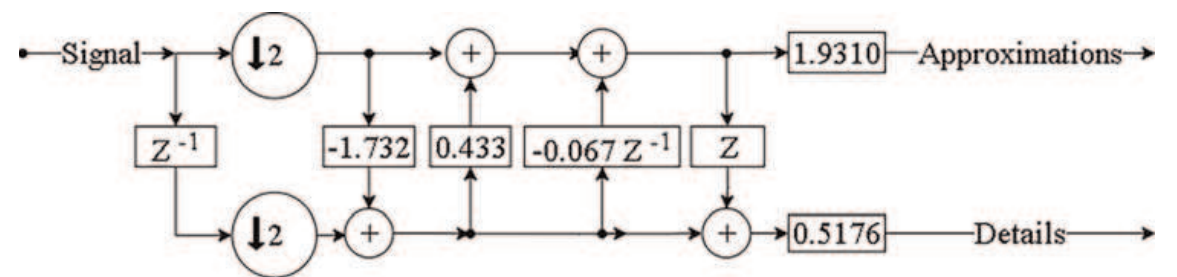 Signal 2 + + 1.9310 Approximations
Z -1 -1.732 0.433 -0.067 Z -1 Z
2 + + 0.5176 Details